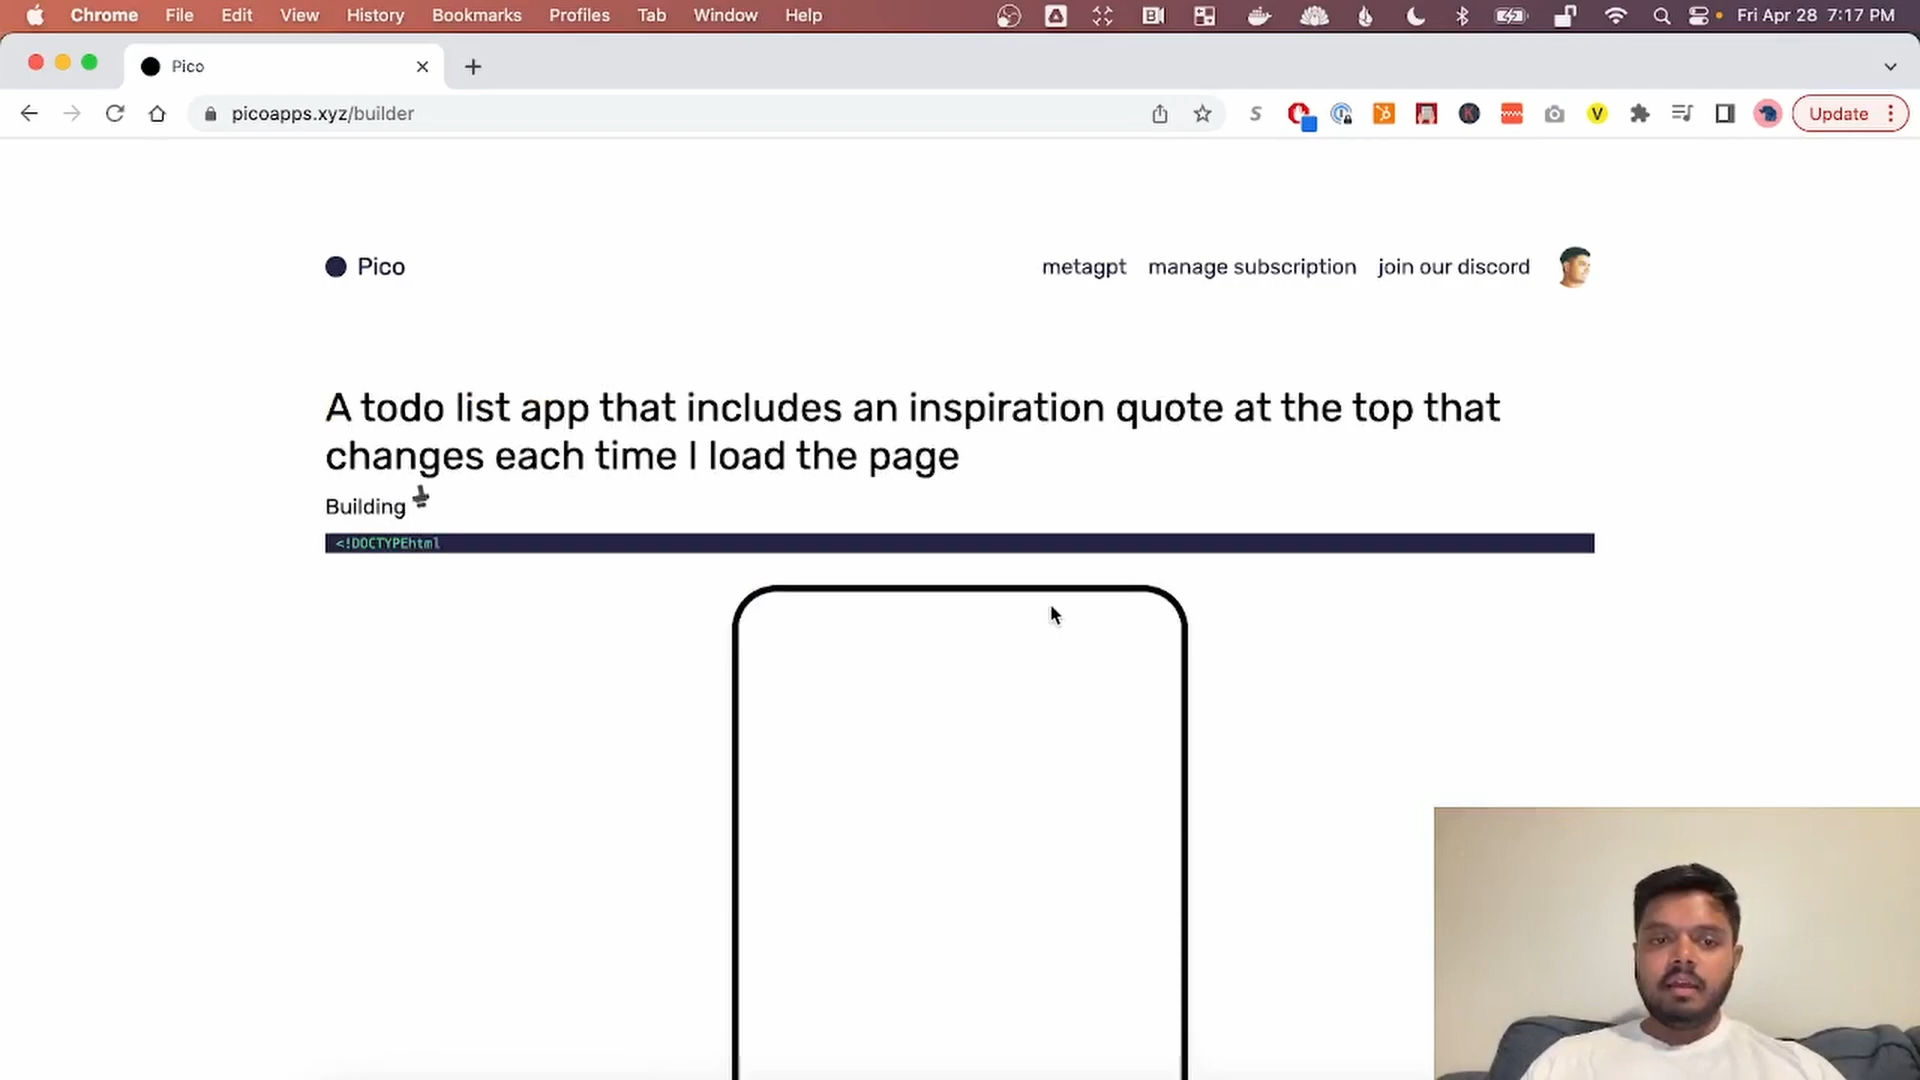 Chrome File Edit View History Bookmarks Profiles Tab Window Help Fri Apr 28 7:17 PM
Pico
picoapps.xyz/builder Update
Pico metagpt manage subscription join our discord
A todo list app that includes an inspiration quote at the top that
changes each time I load the page
Building
<!DOCTYPEhtml